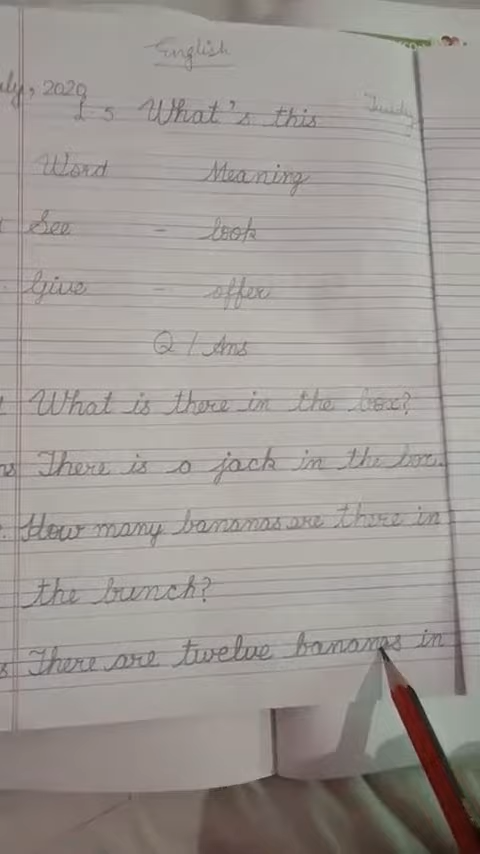 English
July, 2020
L 5 What's this
Word Meaning
See - look
Give - offer
Q / Ans
What is there in the box?
There is a jack in the box.
How many bananas are there in
the bunch?
There are twelve bananas in